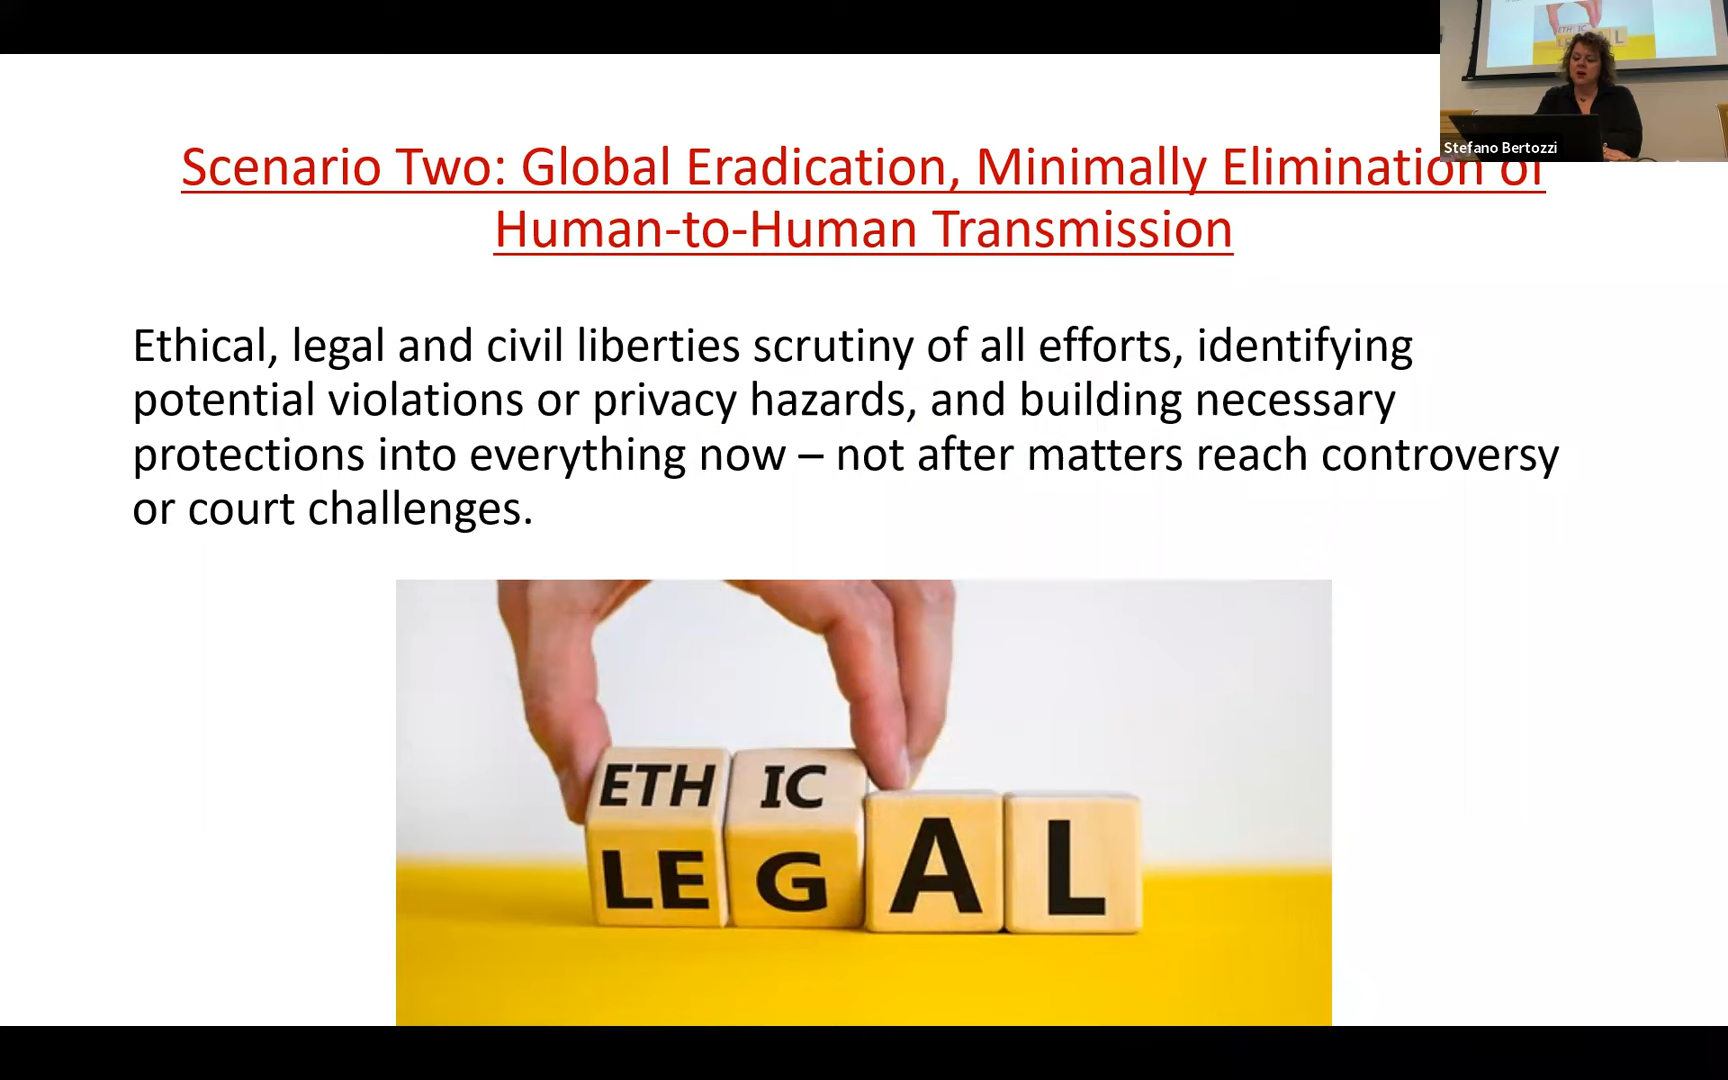 Scenario Two: Global Eradication, Minimally Elimination of
Human-to-Human Transmission
Stefano Bertozzi
Ethical, legal and civil liberties scrutiny of all efforts, identifying
potential violations or privacy hazards, and building necessary
protections into everything now – not after matters reach controversy
or court challenges.
ETH IC
LE G A L